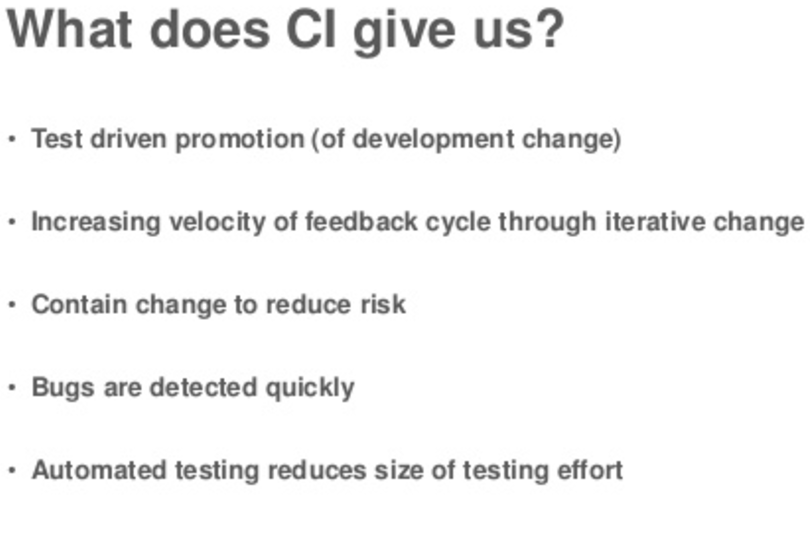 What does CI give us?
• Test driven promotion (of development change)
• Increasing velocity of feedback cycle through iterative change
• Contain change to reduce risk
• Bugs are detected quickly
• Automated testing reduces size of testing effort